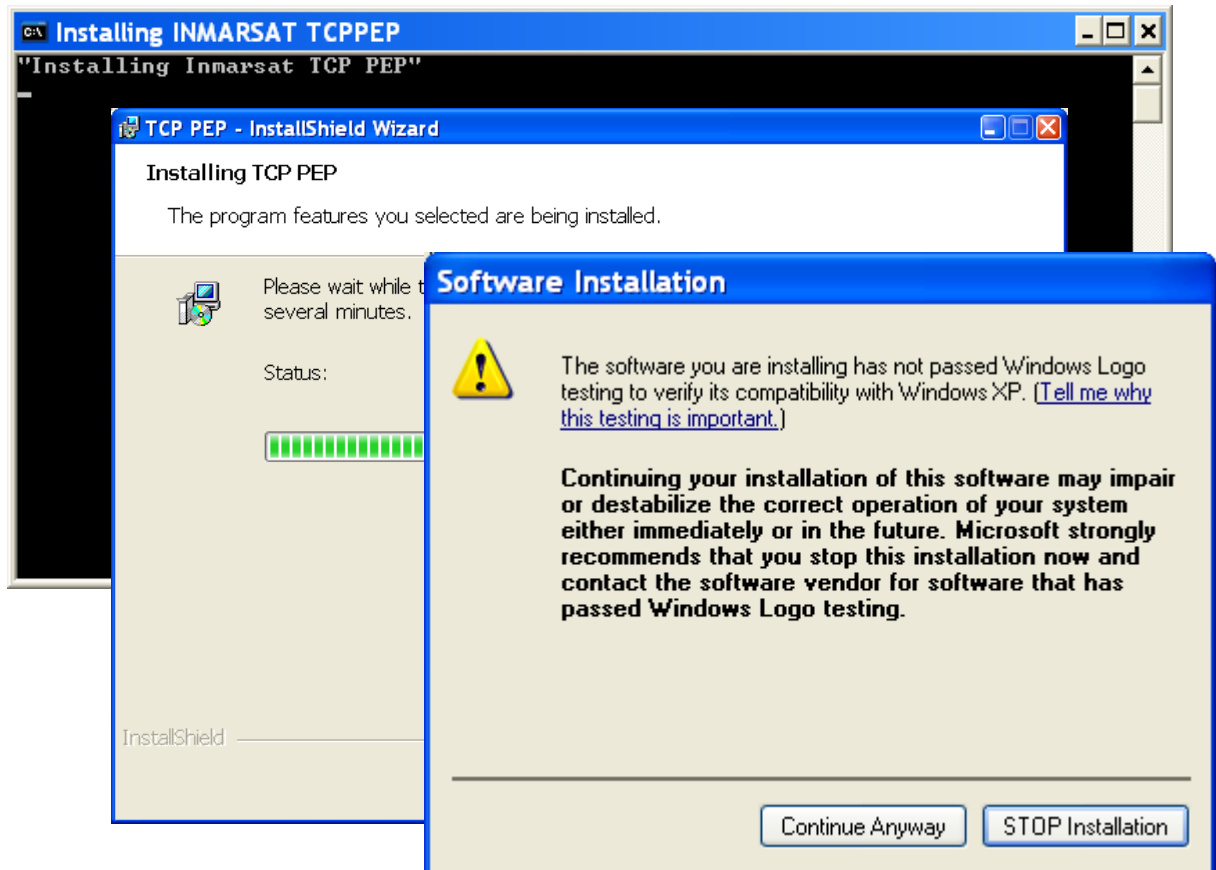 Installing INMARSAT TCPPEP
"Installing Inmarsat TCP PEP"
TCP PEP - InstallShield Wizard
Installing TCP PEP
The program features you selected are being installed.
Please wait while
several minutes.
Status:
InstallShield
Software Installation
The software you are installing has not passed Windows Logo
testing to verify its compatibility with Windows XP. (Tell me why
this testing is important.)
Continuing your installation of this software may impair
or destabilize the correct operation of your system
either immediately or in the future. Microsoft strongly
recommends that you stop this installation now and
contact the software vendor for software that has
passed Windows Logo testing.
Continue Anyway
STOP Installation